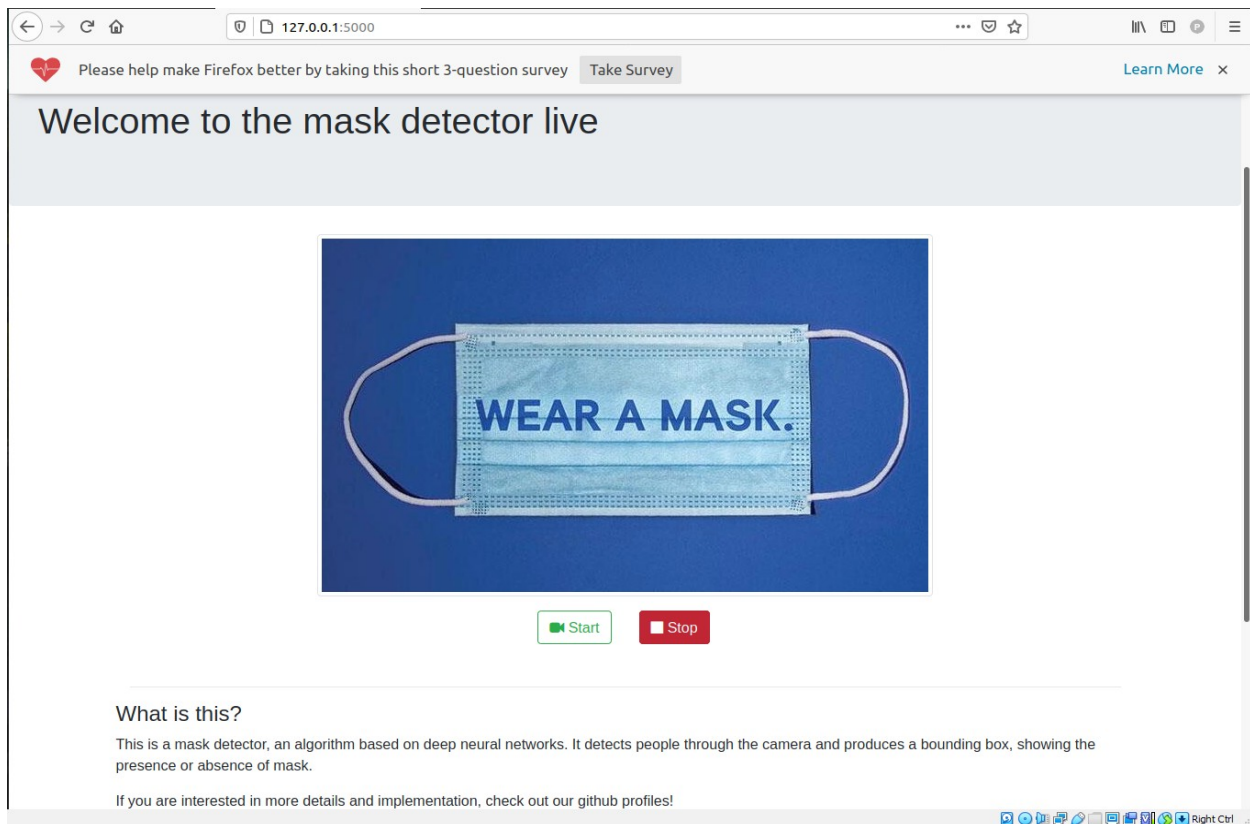 127.0.0.1:5000
Please help make Firefox better by taking this short 3-question survey Take Survey Learn More
Welcome to the mask detector live
WEAR A MASK.
Start Stop
What is this?
This is a mask detector, an algorithm based on deep neural networks. It detects people through the camera and produces a bounding box, showing the
presence or absence of mask.
If you are interested in more details and implementation, check out our github profiles!
Right Ctrl